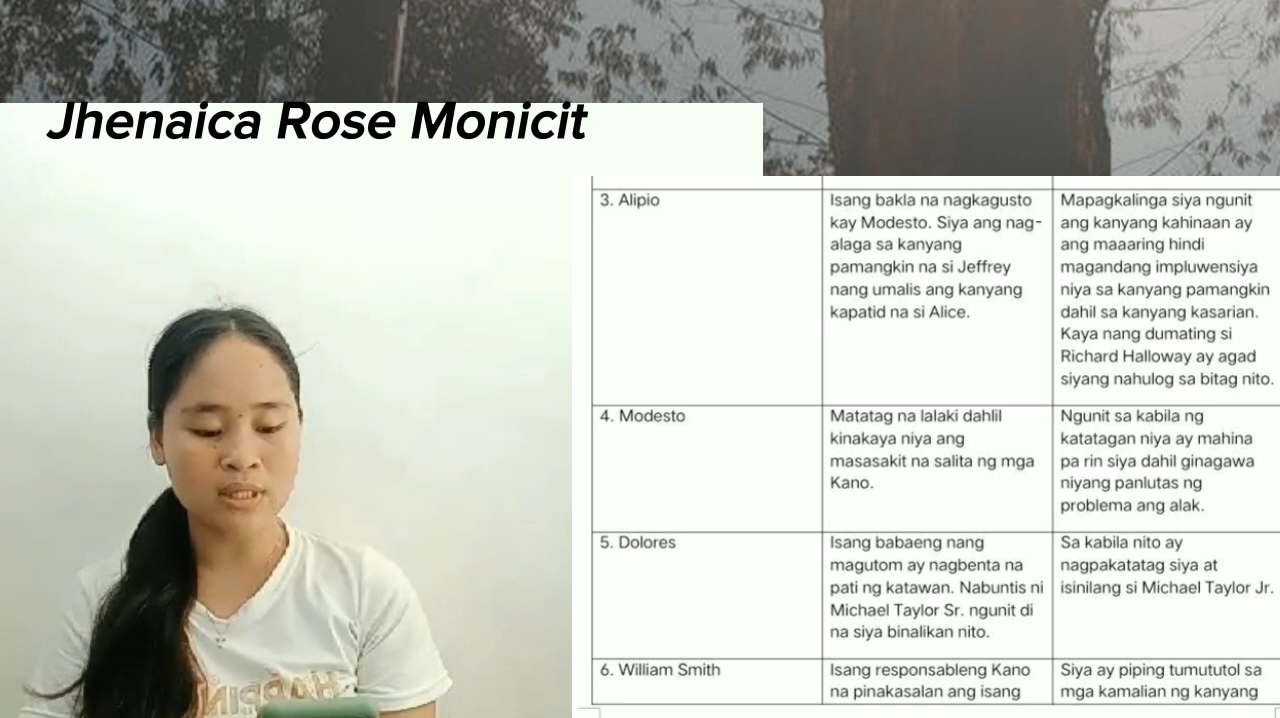 Jhenaica Rose Monicit
3. Alipio
Isang bakla na nagkagusto
kay Modesto. Siya ang nag-
alaga sa kanyang
pamangkin na si Jeffrey
nang umalis ang kanyang
kapatid na si Alice.
Mapagkalinga siya ngunit
ang kanyang kahinaan ay
ang maaaring hindi
magandang impluwensiya
niya sa kanyang pamangkin
dahil sa kanyang kasarian.
Kaya nang dumating si
Richard Halloway ay agad
siyang nahulog sa bitag nito.
4. Modesto
Matatag na lalaki dahlil
kinakaya niya ang
masasakit na salita ng mga
Kano.
Ngunit sa kabila ng
katatagan niya ay mahina
pa rin siya dahil ginagawa
niyang panlutas ng
problema ang alak.
5. Dolores
Isang babaeng nang
magutom ay nagbenta na
pati ng katawan. Nabuntis ni
Michael Taylor Sr. ngunit di
na siya binalikan nito.
Sa kabila nito ay
nagpakatatag siya at
isinilang si Michael Taylor Jr.
6. William Smith
Isang responsableng Kano
na pinakasalan ang isang
Siya ay piping tumututol sa
mga kamalian ng kanyang